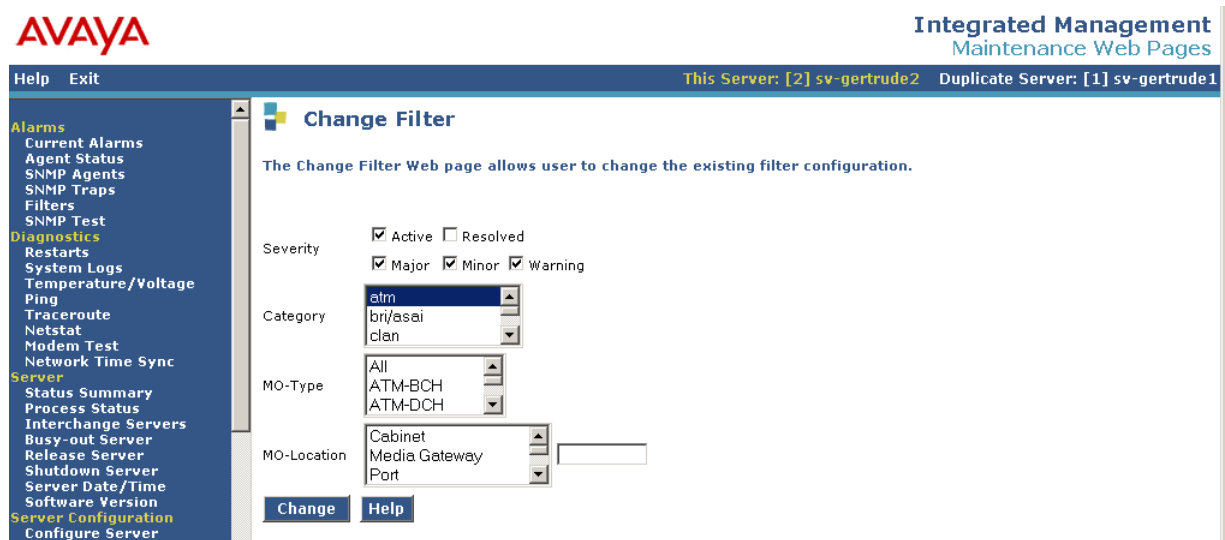 AVAYA
Integrated Management
Maintenance Web Pages
Help Exit
This Server: [2] sv-gertrude2 Duplicate Server: [1] sv-gertrude1
Alarms
Current Alarms
Agent Status
SNMP Agents
SNMP Traps
Filters
SNMP Test
Diagnostics
Restarts
System Logs
Temperature/Voltage
Ping
Traceroute
Netstat
Modem Test
Network Time Sync
Server
Status Summary
Process Status
Interchange Servers
Busy-out Server
Release Server
Shutdown Server
Server Date/Time
Software Version
Server Configuration
Configure Server
Change Filter
The Change Filter Web page allows user to change the existing filter configuration.
Severity
Active Resolved
Major Minor Warning
Category
atm
bri/asai
clan
MO-Type
All
ATM-BCH
ATM-DCH
MO-Location
Cabinet
Media Gateway
Port
Change Help